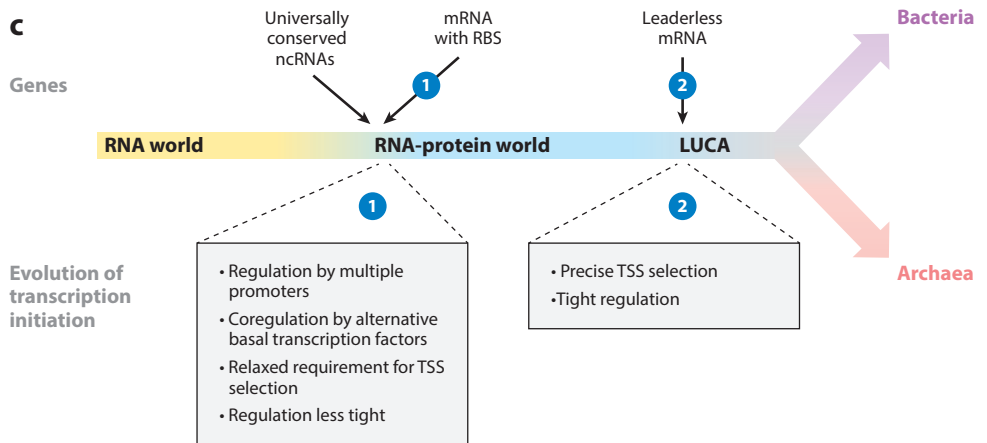 c
Universally
conserved
ncRNAs
mRNA
with RBS
Leaderless
mRNA
Bacteria
Genes
1
2
RNA world
RNA-protein world
LUCA
1
2
Evolution of
transcription
initiation
• Regulation by multiple
promoters
• Coregulation by alternative
basal transcription factors
• Relaxed requirement for TSS
selection
• Regulation less tight
• Precise TSS selection
•Tight regulation
Archaea